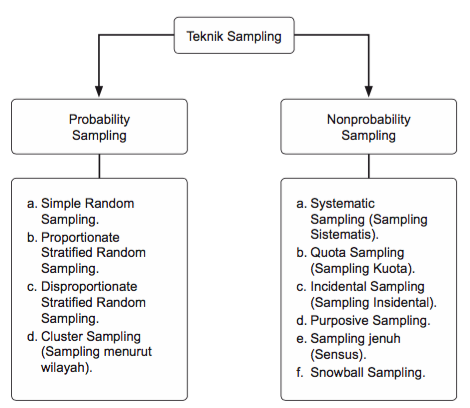 Teknik Sampling
Probability
Sampling
Nonprobability
Sampling
a. Simple Random
Sampling.
b. Proportionate
Stratified Random
Sampling.
c. Disproportionate
Stratified Random
Sampling.
d. Cluster Sampling
(Sampling menurut
wilayah).
a. Systematic
Sampling (Sampling
Sistematis).
b. Quota Sampling
(Sampling Kuota).
c. Incidental Sampling
(Sampling Insidental).
d. Purposive Sampling.
e. Sampling jenuh
(Sensus).
f. Snowball Sampling.